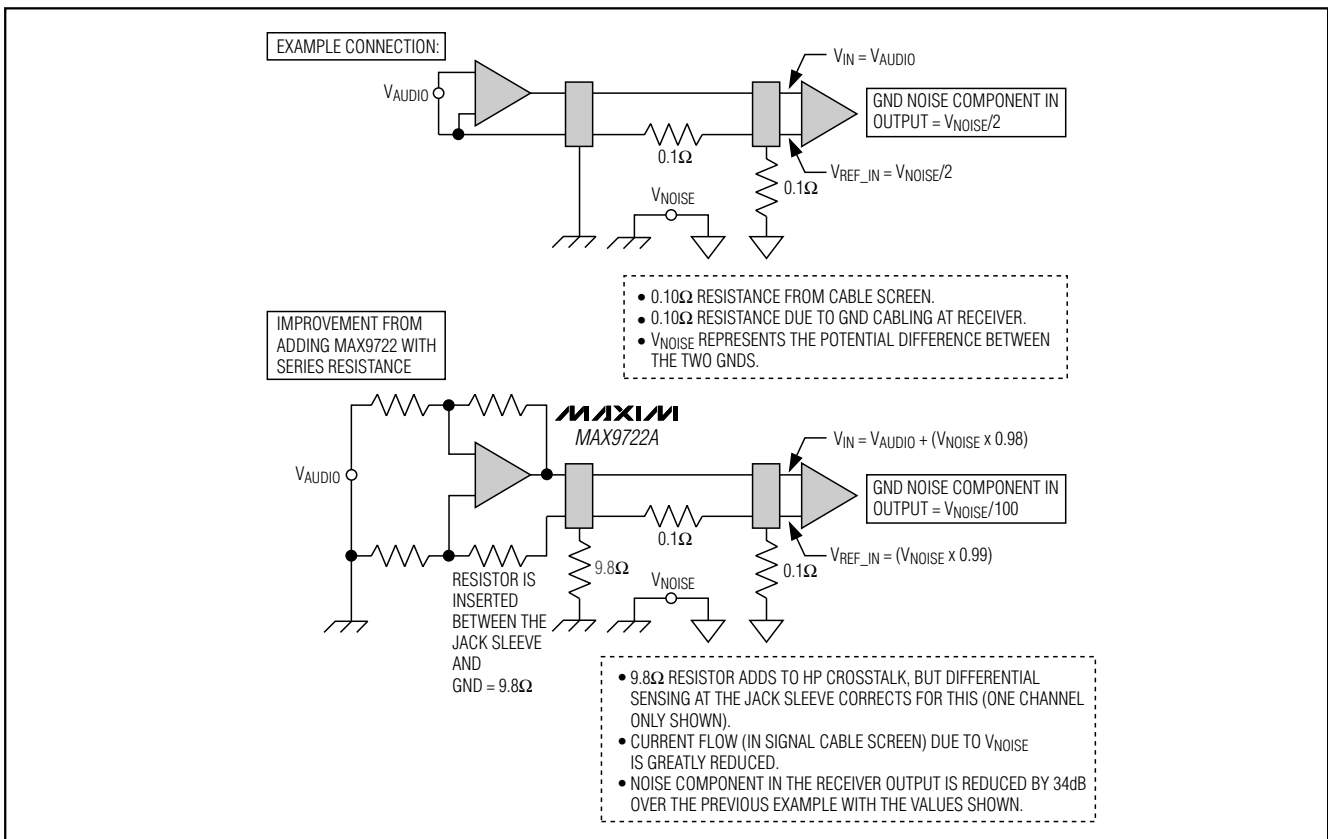 EXAMPLE CONNECTION:
VAUDIO
VIN = VAUDIO
GND NOISE COMPONENT IN
OUTPUT = VNOISE/2
0.1Ω
VREF_IN = VNOISE/2
0.1Ω
VNOISE
• 0.10Ω RESISTANCE FROM CABLE SCREEN.
• 0.10Ω RESISTANCE DUE TO GND CABLING AT RECEIVER.
• VNOISE REPRESENTS THE POTENTIAL DIFFERENCE BETWEEN
THE TWO GNDS.
IMPROVEMENT FROM
ADDING MAX9722 WITH
SERIES RESISTANCE
MAXIM
MAX9722A
VAUDIO
VIN = VAUDIO + (VNOISE x 0.98)
GND NOISE COMPONENT IN
OUTPUT = VNOISE/100
0.1Ω
VREF_IN = (VNOISE x 0.99)
9.8Ω
VNOISE
0.1Ω
RESISTOR IS
INSERTED
BETWEEN THE
JACK SLEEVE
AND
GND = 9.8Ω
• 9.8Ω RESISTOR ADDS TO HP CROSSTALK, BUT DIFFERENTIAL
SENSING AT THE JACK SLEEVE CORRECTS FOR THIS (ONE CHANNEL
ONLY SHOWN).
• CURRENT FLOW (IN SIGNAL CABLE SCREEN) DUE TO VNOISE
IS GREATLY REDUCED.
• NOISE COMPONENT IN THE RECEIVER OUTPUT IS REDUCED BY 34dB
OVER THE PREVIOUS EXAMPLE WITH THE VALUES SHOWN.